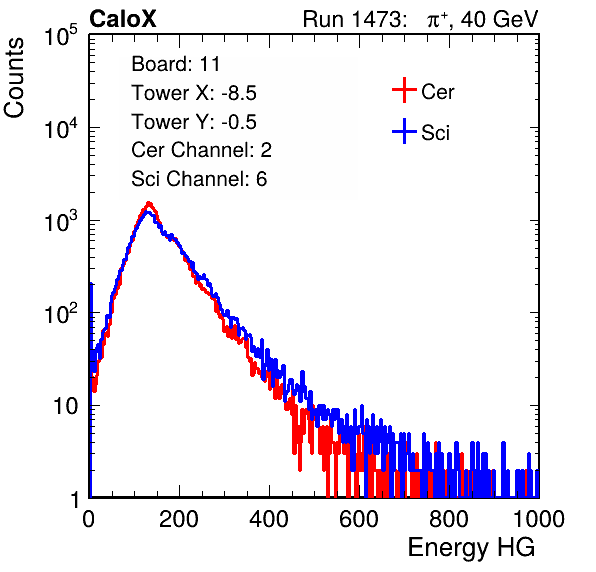 CaloX Run 1473: π⁺, 40 GeV
Counts
Board: 11
Tower X: -8.5
Tower Y: -0.5
Cer Channel: 2
Sci Channel: 6
Cer
Sci
10⁵
10⁴
10³
10²
10
1
0 200 400 600 800 1000
Energy HG